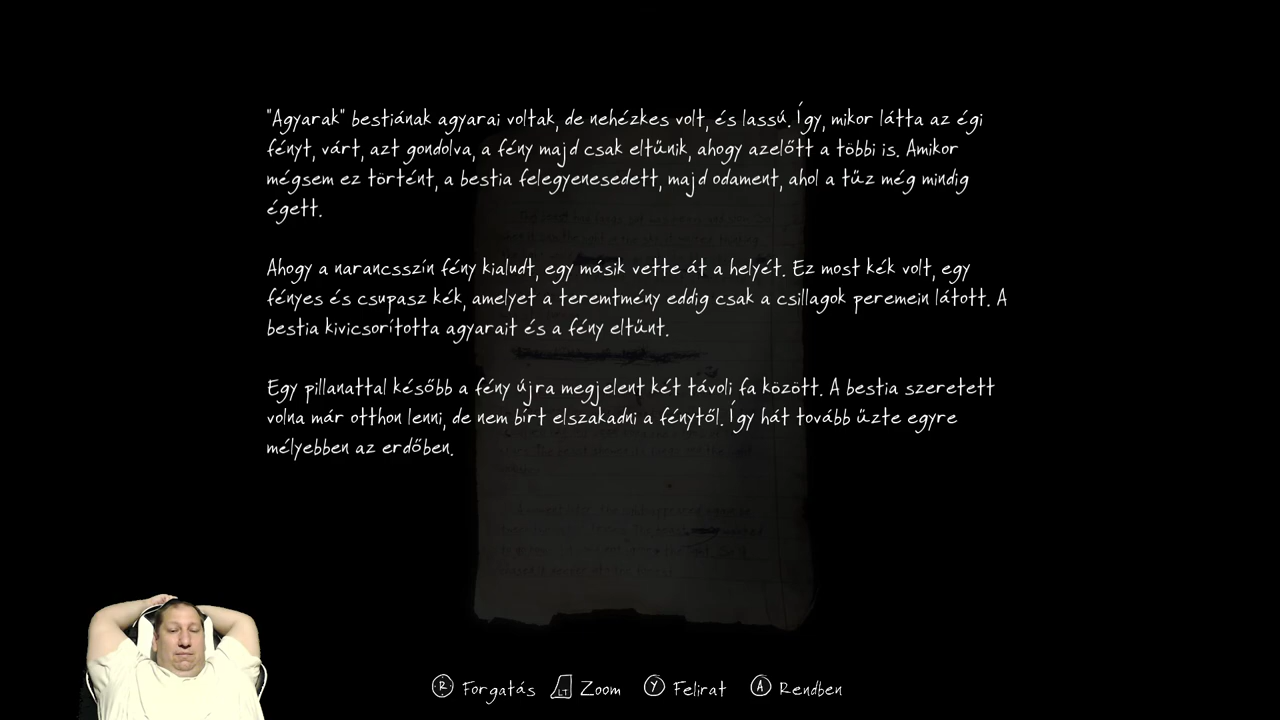 "Agyarak" bestiának agyarai voltak, de nehézkes volt, és lassú. Így, mikor látta az égi
fényt, várt, azt gondolva, a fény majd csak eltűnik, ahogy azelőtt a többi is. Amikor
mégsem ez történt, a bestia felegyenesedett, majd odament, ahol a tűz még mindig
égett.
Ahogy a narancsszín fény kialudt, egy másik vette át a helyét. Ez most kék volt, egy
fényes és csupasz kék, amelyet a teremtmény eddig csak a csillagok peremein látott. A
bestia kivicsorította agyarait és a fény eltűnt.
Egy pillanattal később a fény újra megjelent két távoli fa között. A bestia szeretett
volna már otthon lenni, de nem bírt elszakadni a fénytől. Így hát tovább űzte egyre
mélyebben az erdőben.
R Forgatás LT Zoom Y Felirat A Rendben